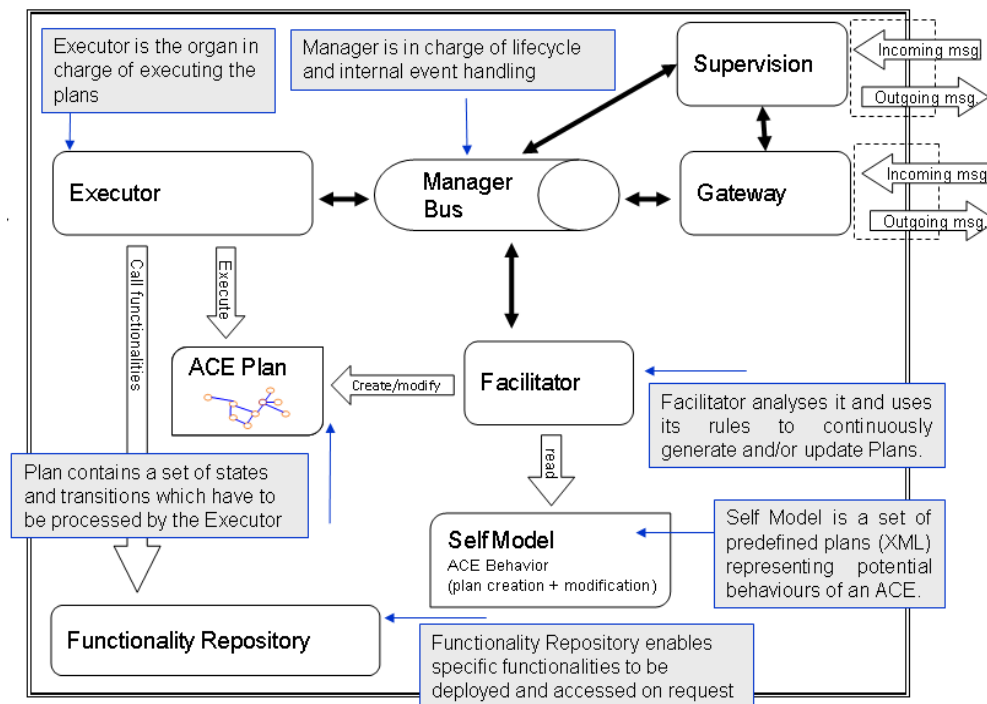 Executor is the organ in
charge of executing the
plans
Manager is in charge of lifecycle
and internal event handling
Supervision
Incoming msg
Outgoing msg.
Executor
Manager
Bus
Gateway
Incoming msg
Outgoing msg.
Call functionalities
Execute
ACE Plan
Create/modify
Facilitator
Facilitator analyses it and uses
its rules to continuously
generate and/or update Plans.
read
Plan contains a set of states
and transitions which have to
be processed by the Executor
Self Model
ACE Behavior
(plan creation + modification)
Self Model is a set of
predefined plans (XML)
representing potential
behaviours of an ACE.
Functionality Repository
Functionality Repository enables
specific functionalities to be
deployed and accessed on request